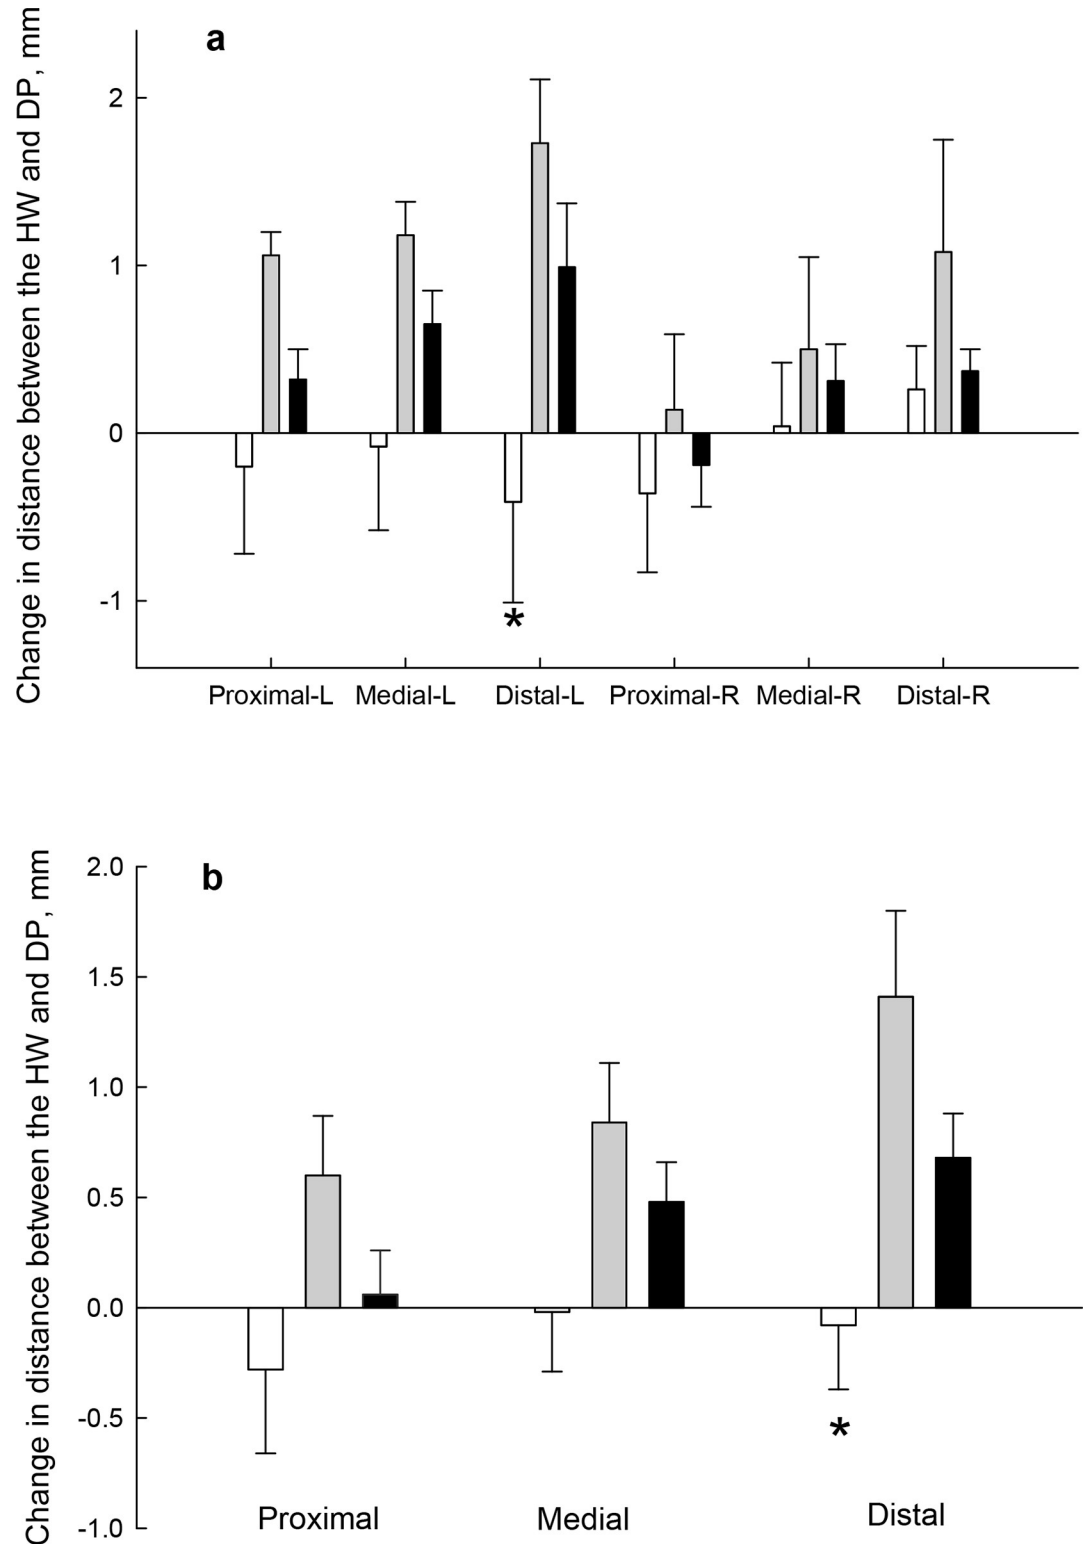 a
Change in distance between the HW and DP, mm
2
1
0
-1
*
Proximal-L Medial-L Distal-L Proximal-R Medial-R Distal-R
b
Change in distance between the HW and DP, mm
2.0
1.5
1.0
0.5
0.0
-0.5
-1.0
*
Proximal Medial Distal